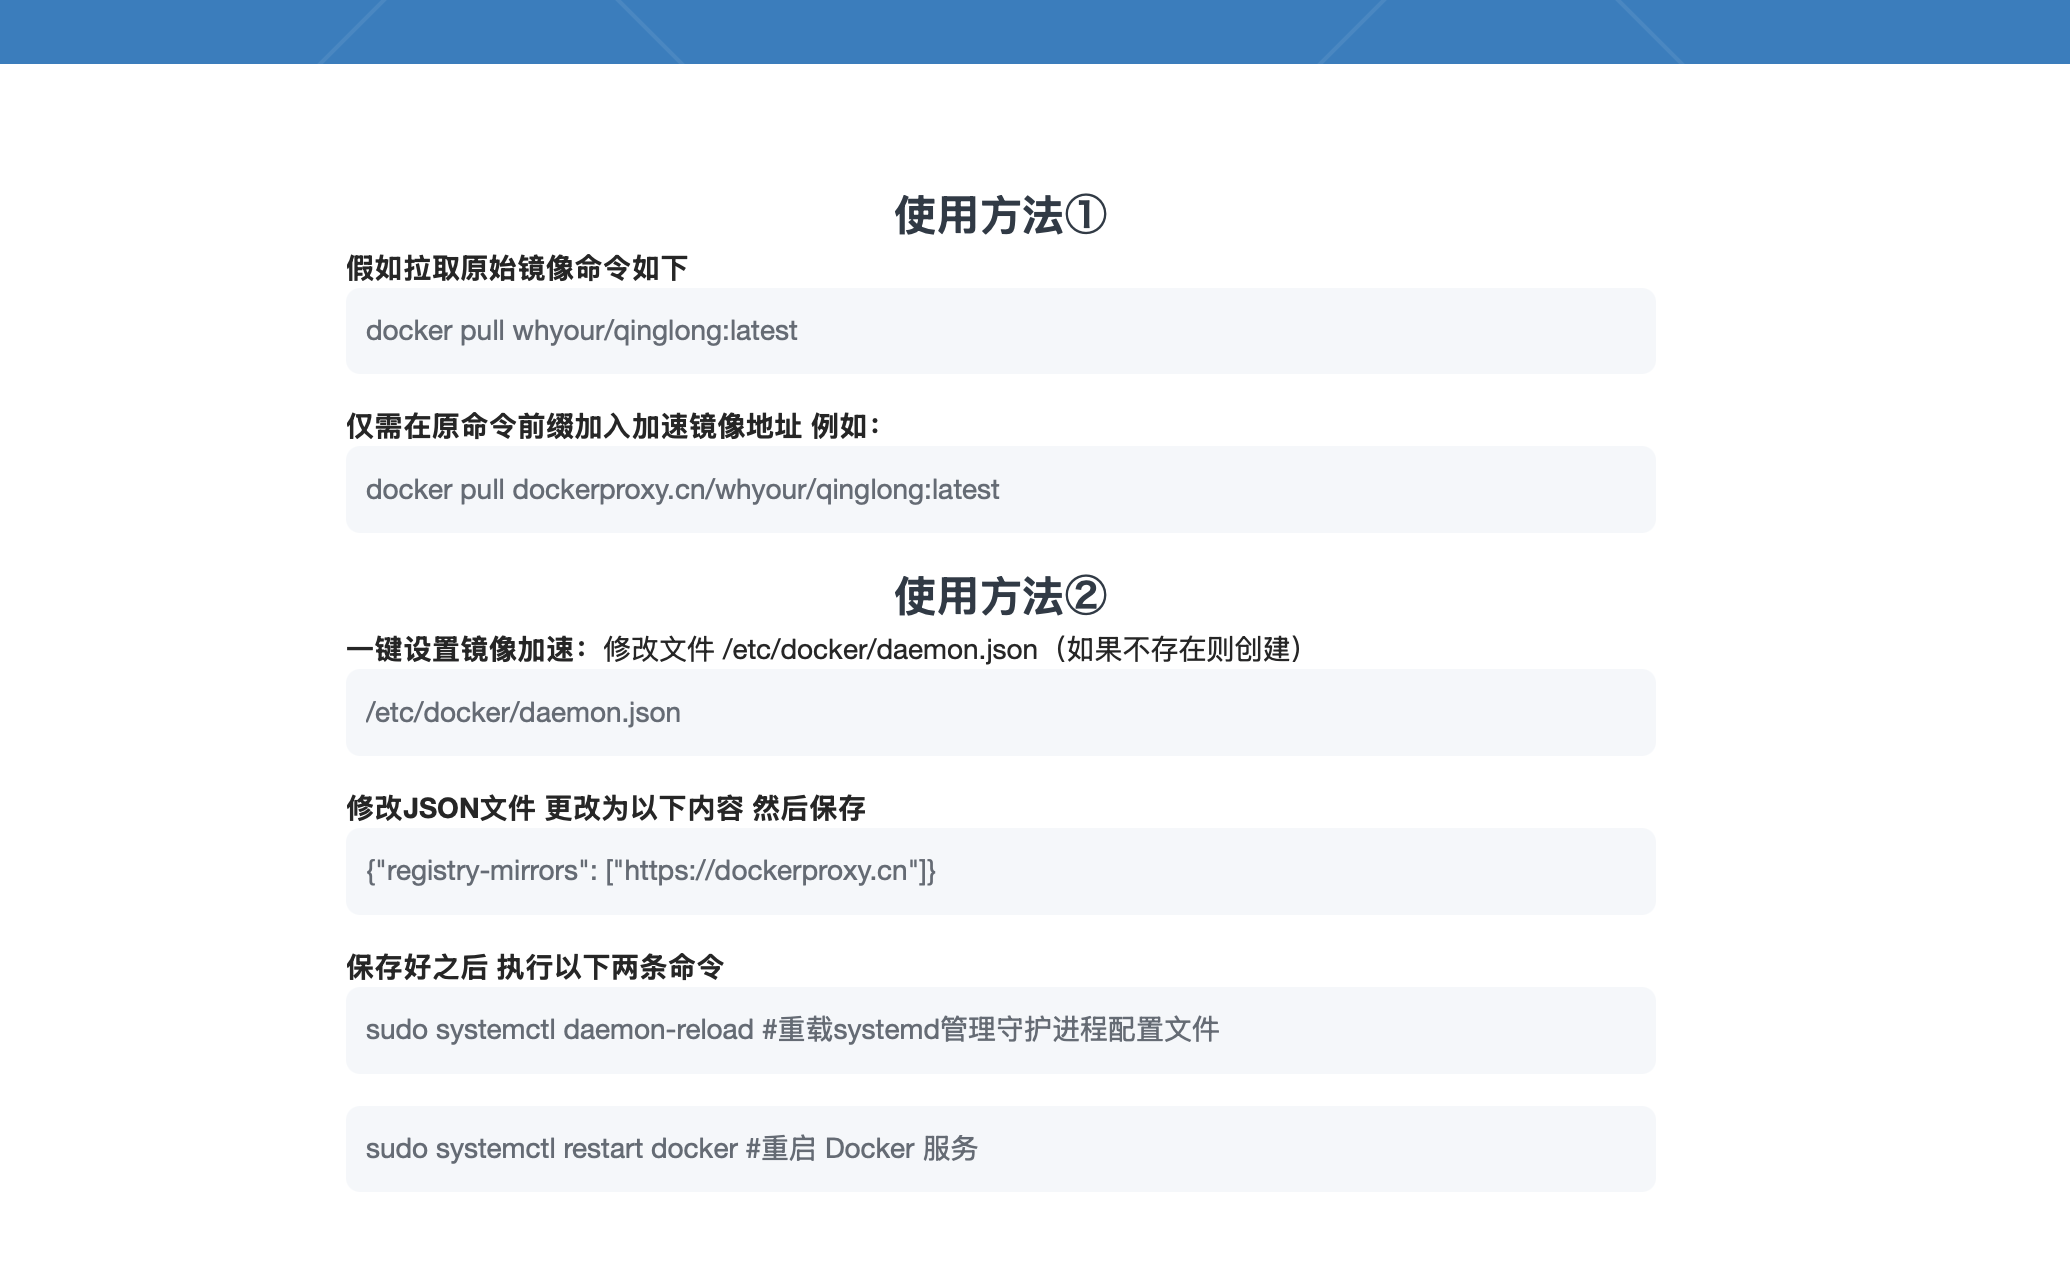 使用方法①
假如拉取原始镜像命令如下
docker pull whyour/qinglong:latest
仅需在原命令前缀加入加速镜像地址 例如：
docker pull dockerproxy.cn/whyour/qinglong:latest
使用方法②
一键设置镜像加速：修改文件 /etc/docker/daemon.json（如果不存在则创建）
/etc/docker/daemon.json
修改JSON文件 更改为以下内容 然后保存
{"registry-mirrors": ["https://dockerproxy.cn"]}
保存好之后 执行以下两条命令
sudo systemctl daemon-reload #重载systemd管理守护进程配置文件
sudo systemctl restart docker #重启 Docker 服务